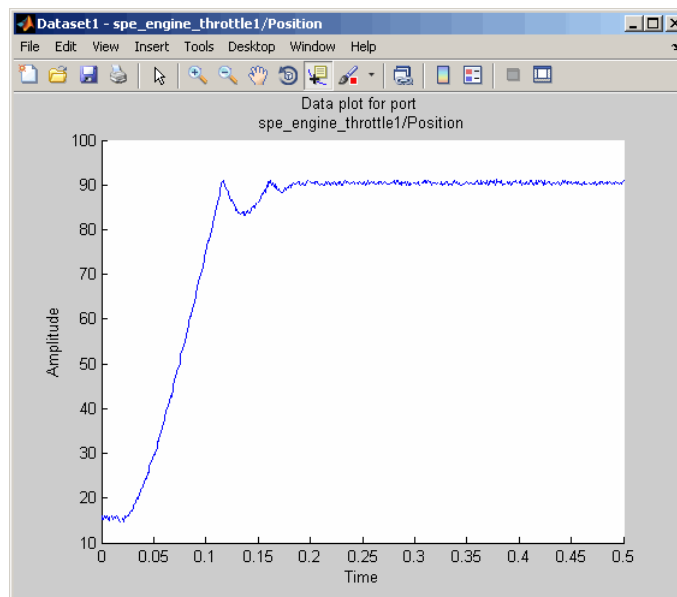 Dataset1 - spe_engine_throttle1/Position
File Edit View Insert Tools Desktop Window Help
Data plot for port
spe_engine_throttle1/Position
100
90
80
70
60
50
40
30
20
10
Amplitude
0 0.05 0.1 0.15 0.2 0.25 0.3 0.35 0.4 0.45 0.5
Time